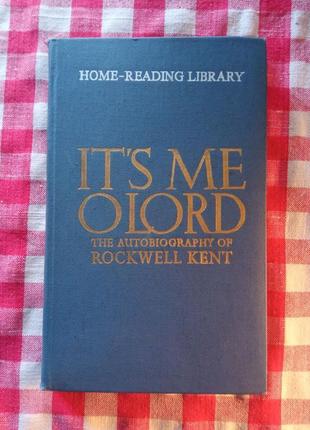 HOME-READING LIBRARY
IT'S ME
O LORD
THE AUTOBIOGRAPHY OF
ROCKWELL KENT